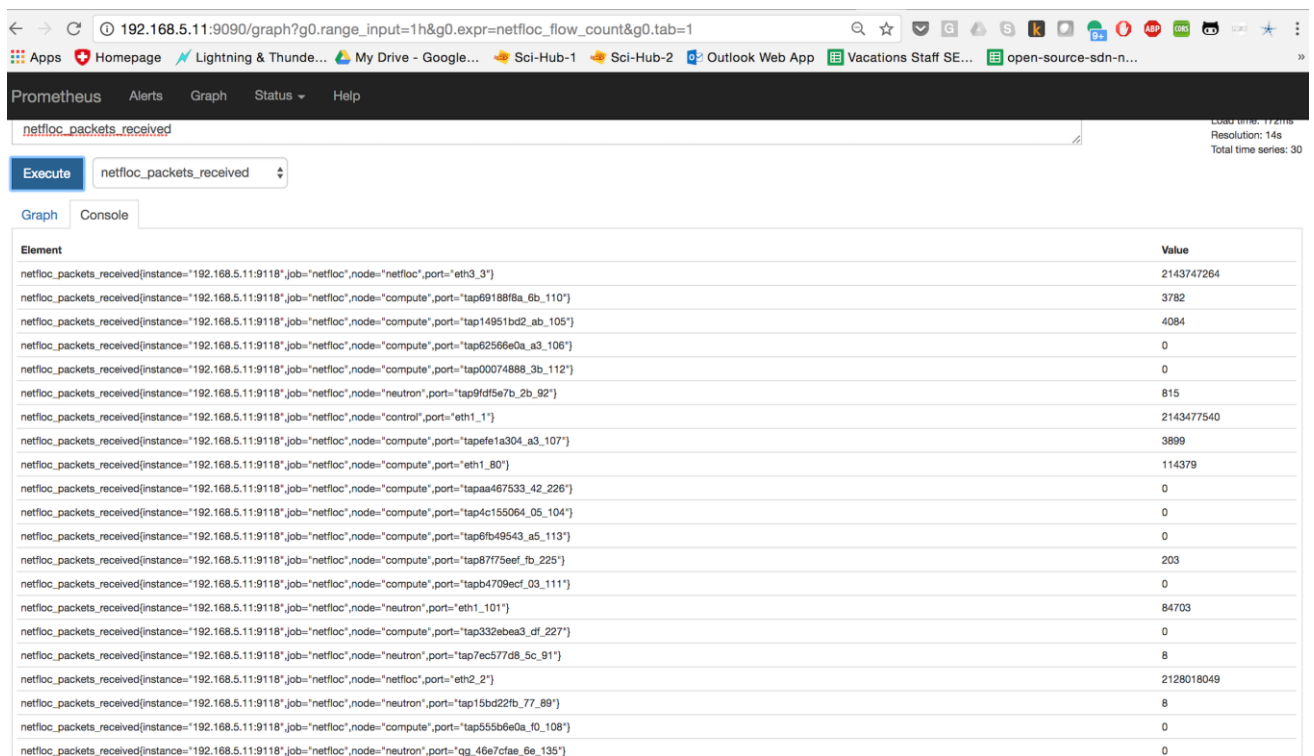 192.168.5.11:9090/graph?g0.range_input=1h&g0.expr=netfloc_flow_count&g0.tab=1
Apps Homepage Lightning & Thunde... My Drive - Google... Sci-Hub-1 Sci-Hub-2 Outlook Web App Vacations Staff SE... open-source-sdn-n... »
Prometheus Alerts Graph Status Help
netfloc_packets_received
Load time: 172ms
Resolution: 14s
Total time series: 30
Execute netfloc_packets_received
Graph Console
Element Value
netfloc_packets_received{instance="192.168.5.11:9118",job="netfloc",node="netfloc",port="eth3_3"} 2143747264
netfloc_packets_received{instance="192.168.5.11:9118",job="netfloc",node="compute",port="tap69188f8a_6b_110"} 3782
netfloc_packets_received{instance="192.168.5.11:9118",job="netfloc",node="compute",port="tap14951bd2_ab_105"} 4084
netfloc_packets_received{instance="192.168.5.11:9118",job="netfloc",node="compute",port="tap62566e0a_a3_106"} 0
netfloc_packets_received{instance="192.168.5.11:9118",job="netfloc",node="compute",port="tap00074888_3b_112"} 0
netfloc_packets_received{instance="192.168.5.11:9118",job="netfloc",node="neutron",port="tap9fdf5e7b_2b_92"} 815
netfloc_packets_received{instance="192.168.5.11:9118",job="netfloc",node="control",port="eth1_1"} 2143477540
netfloc_packets_received{instance="192.168.5.11:9118",job="netfloc",node="compute",port="tapefe1a304_a3_107"} 3899
netfloc_packets_received{instance="192.168.5.11:9118",job="netfloc",node="compute",port="eth1_80"} 114379
netfloc_packets_received{instance="192.168.5.11:9118",job="netfloc",node="compute",port="tapaa467533_42_226"} 0
netfloc_packets_received{instance="192.168.5.11:9118",job="netfloc",node="compute",port="tap4c155064_05_104"} 0
netfloc_packets_received{instance="192.168.5.11:9118",job="netfloc",node="compute",port="tap6fb49543_a5_113"} 0
netfloc_packets_received{instance="192.168.5.11:9118",job="netfloc",node="compute",port="tap87f75eef_fb_225"} 203
netfloc_packets_received{instance="192.168.5.11:9118",job="netfloc",node="compute",port="tapb4709ecf_03_111"} 0
netfloc_packets_received{instance="192.168.5.11:9118",job="netfloc",node="neutron",port="eth1_101"} 84703
netfloc_packets_received{instance="192.168.5.11:9118",job="netfloc",node="compute",port="tap332ebea3_df_227"} 0
netfloc_packets_received{instance="192.168.5.11:9118",job="netfloc",node="neutron",port="tap7ec577d8_5c_91"} 8
netfloc_packets_received{instance="192.168.5.11:9118",job="netfloc",node="netfloc",port="eth2_2"} 2128018049
netfloc_packets_received{instance="192.168.5.11:9118",job="netfloc",node="neutron",port="tap15bd22fb_77_89"} 8
netfloc_packets_received{instance="192.168.5.11:9118",job="netfloc",node="compute",port="tap555b6e0a_f0_108"} 0
netfloc_packets_received{instance="192.168.5.11:9118",job="netfloc",node="neutron",port="qg_46e7cfae_6e_135"} 0